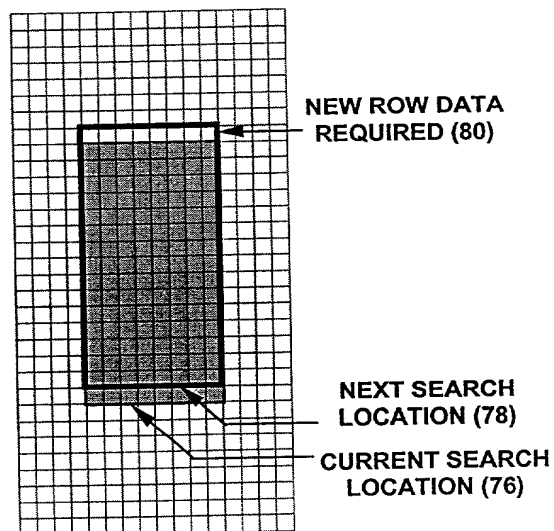 NEW ROW DATA
REQUIRED (80)
NEXT SEARCH
LOCATION (78)
CURRENT SEARCH
LOCATION (76)